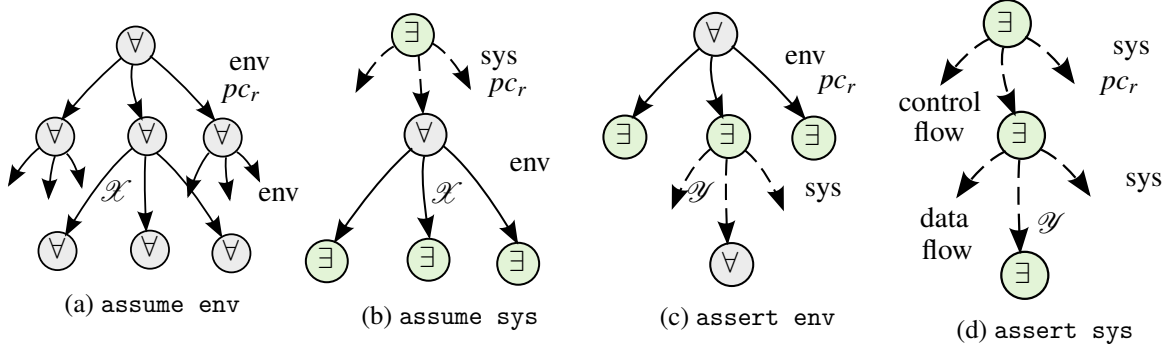 ∀
env
pc_r
∀ ∀ ∀
𝒳
env
∀ ∀ ∀
(a) assume env
∃
sys
pc_r
∀
env
𝒳
∃ ∃ ∃
(b) assume sys
∀
env
pc_r
∃ ∃ ∃
𝒴
sys
∀
(c) assert env
∃
sys
pc_r
control
flow
∃
sys
data
flow
𝒴
∃
(d) assert sys